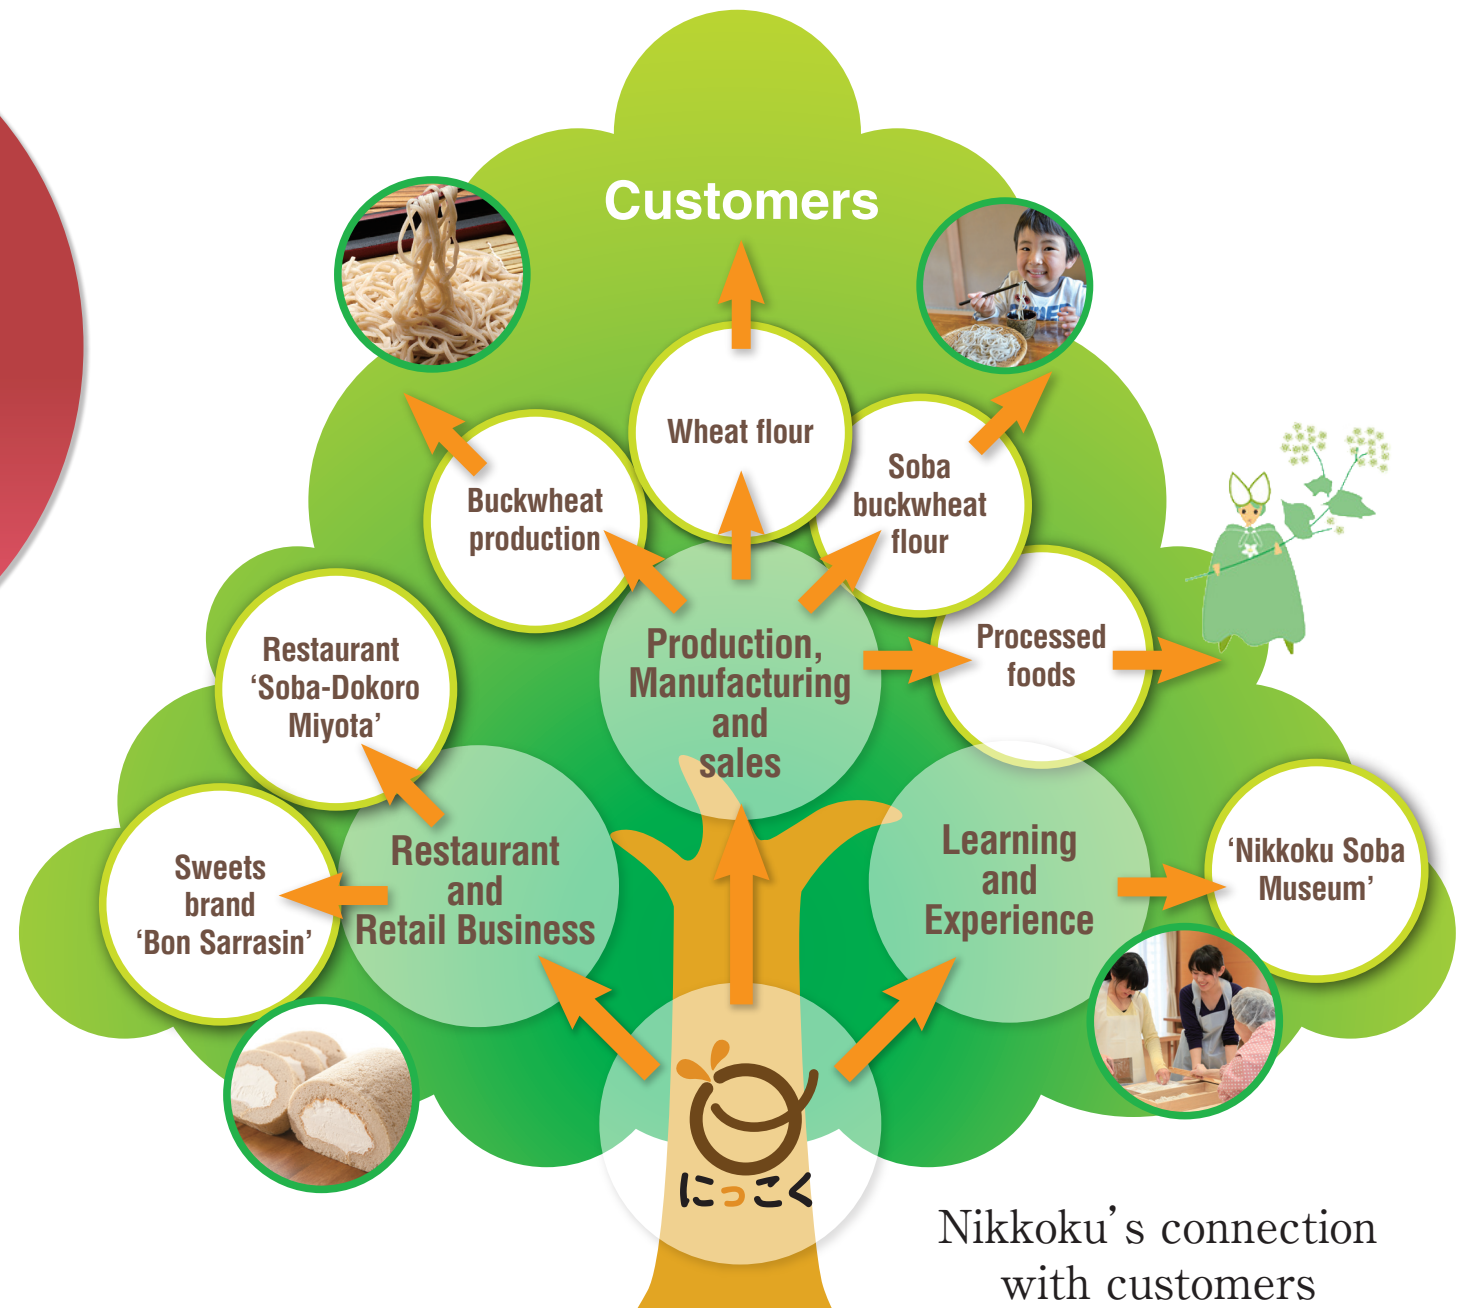 Customers
Wheat flour
Buckwheat
production
Soba
buckwheat
flour
Processed
foods
Production,
Manufacturing
and
sales
Restaurant
‘Soba-Dokoro
Miyota’
Sweets
brand
‘Bon Sarrasin’
Restaurant
and
Retail Business
Learning
and
Experience
‘Nikkoku Soba
Museum’
にっこく
Nikkoku’s connection
with customers